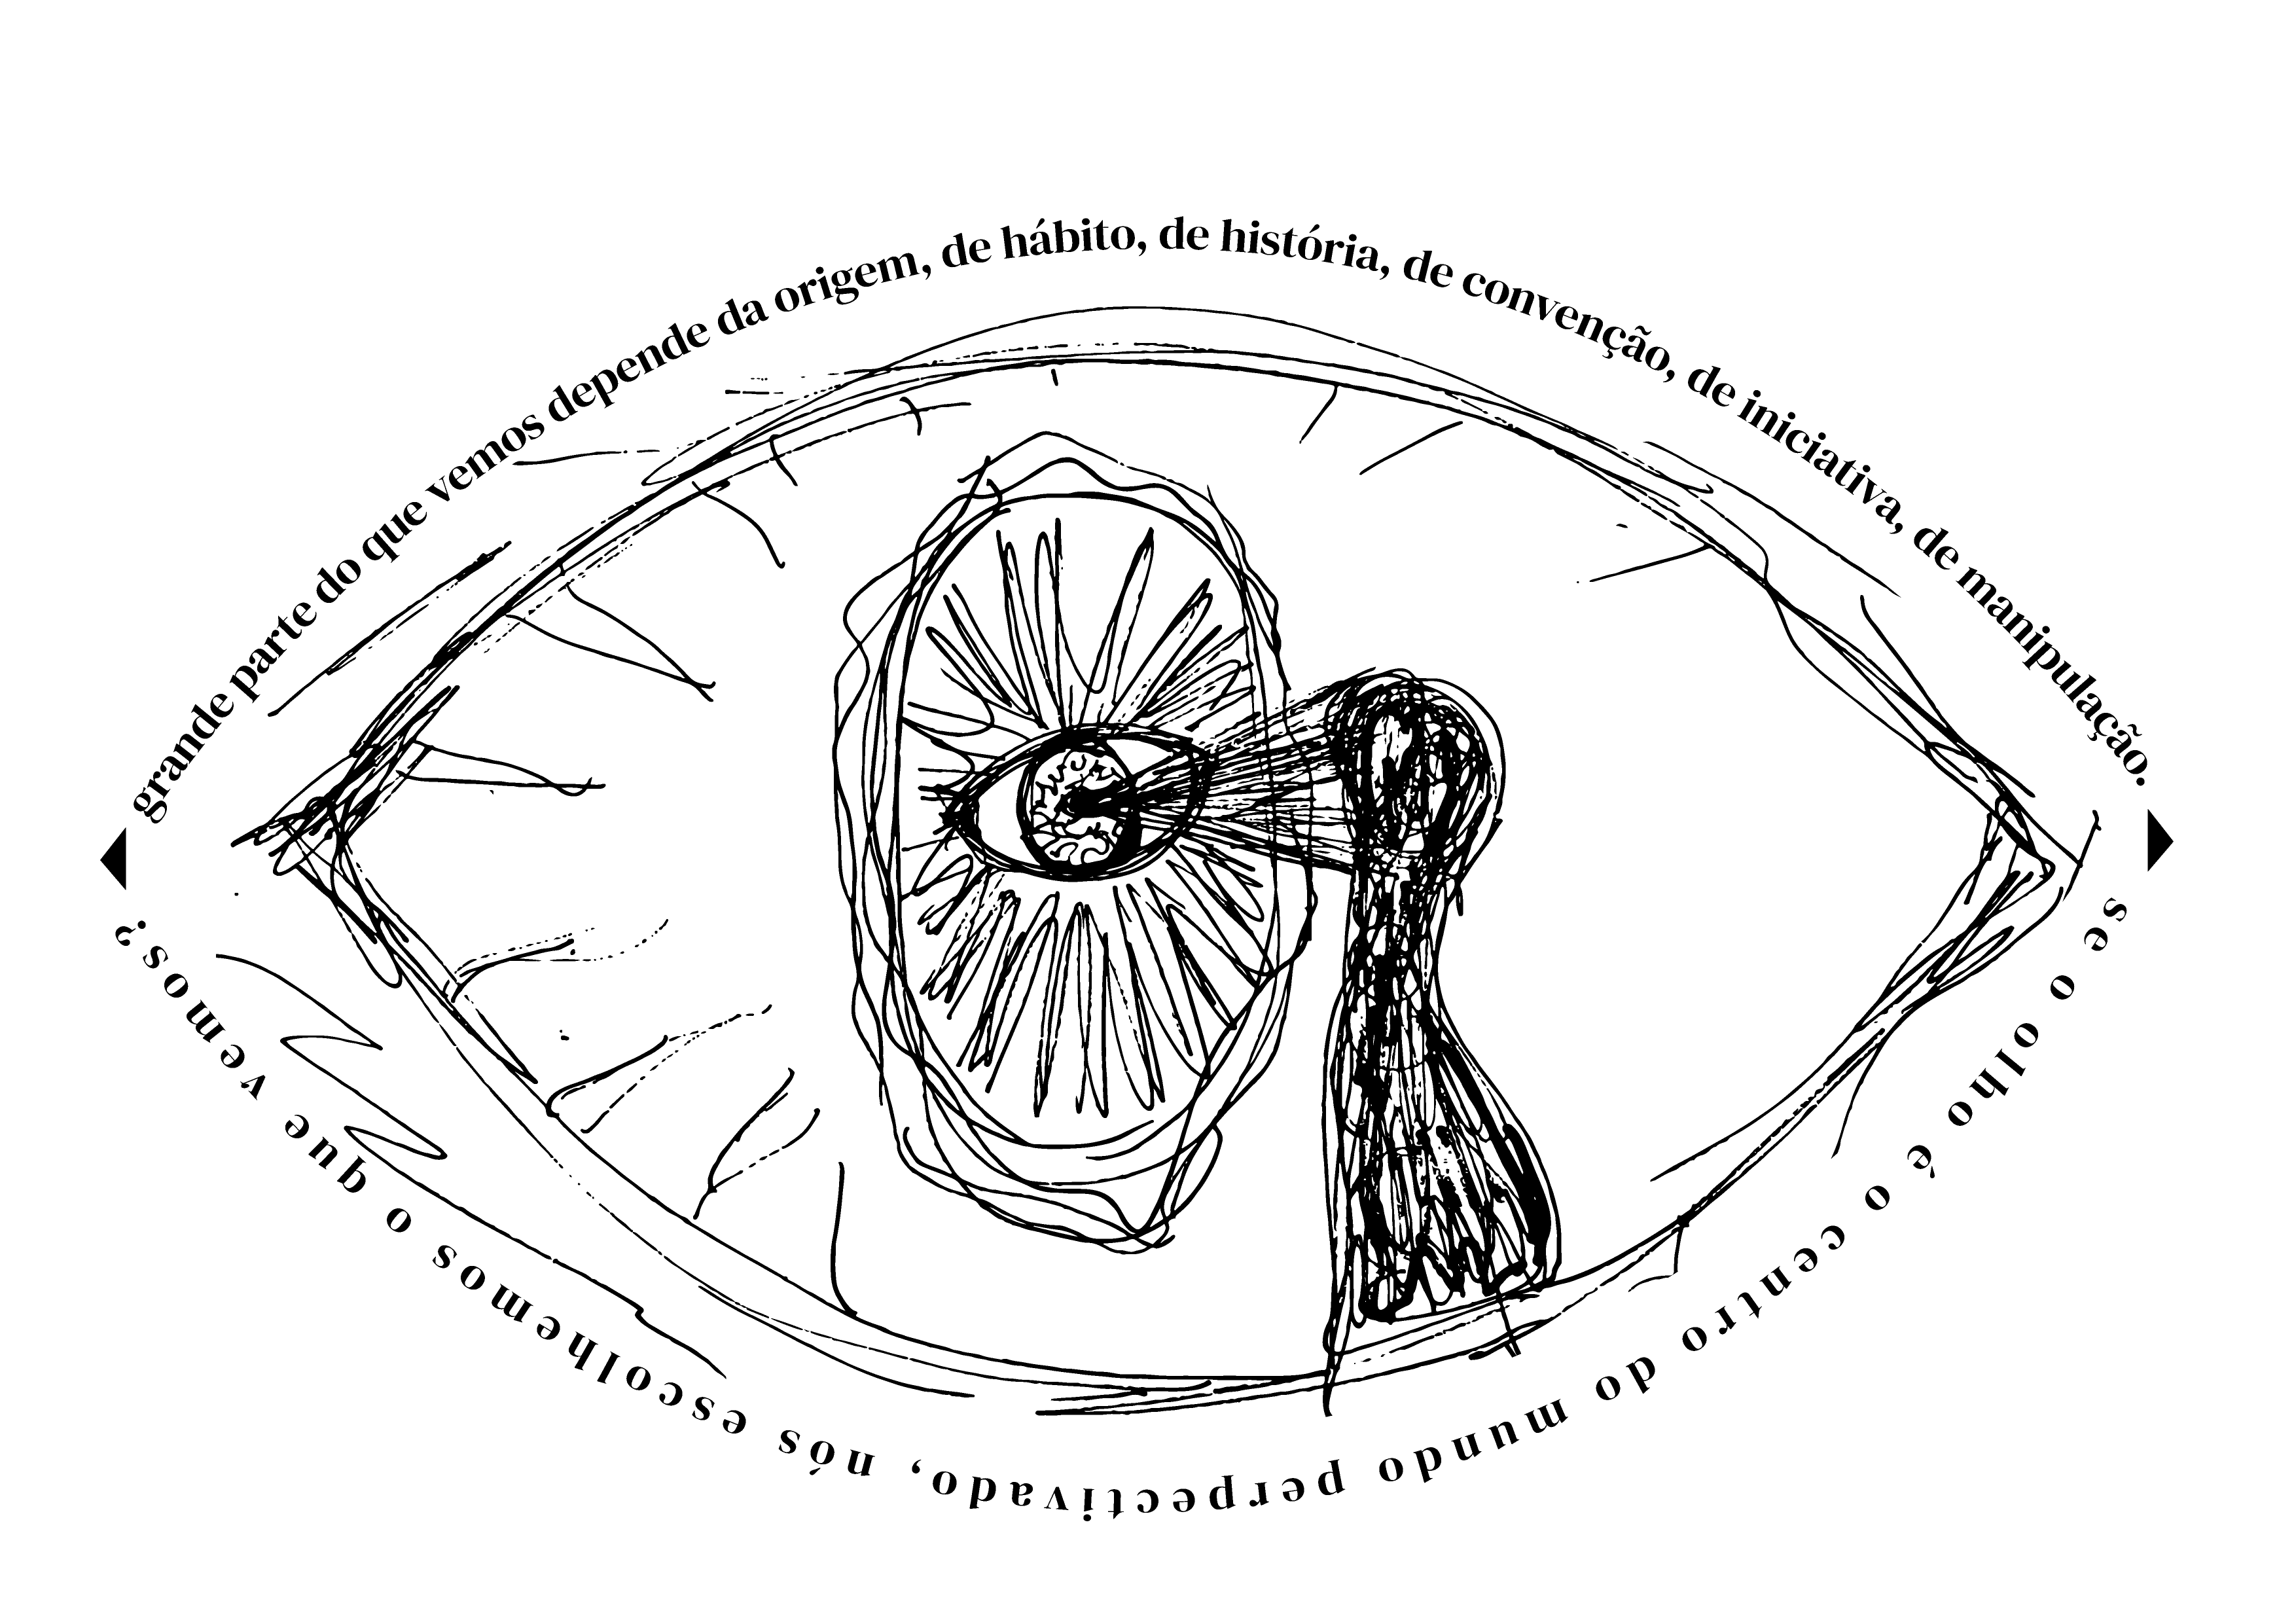 grande parte do que vemos depende da origem, de hábito, de história, de convenção, de iniciativa, de manipulação.
se o olho é o centro do mundo perpectivado, nós escolhemos o que vemos ?